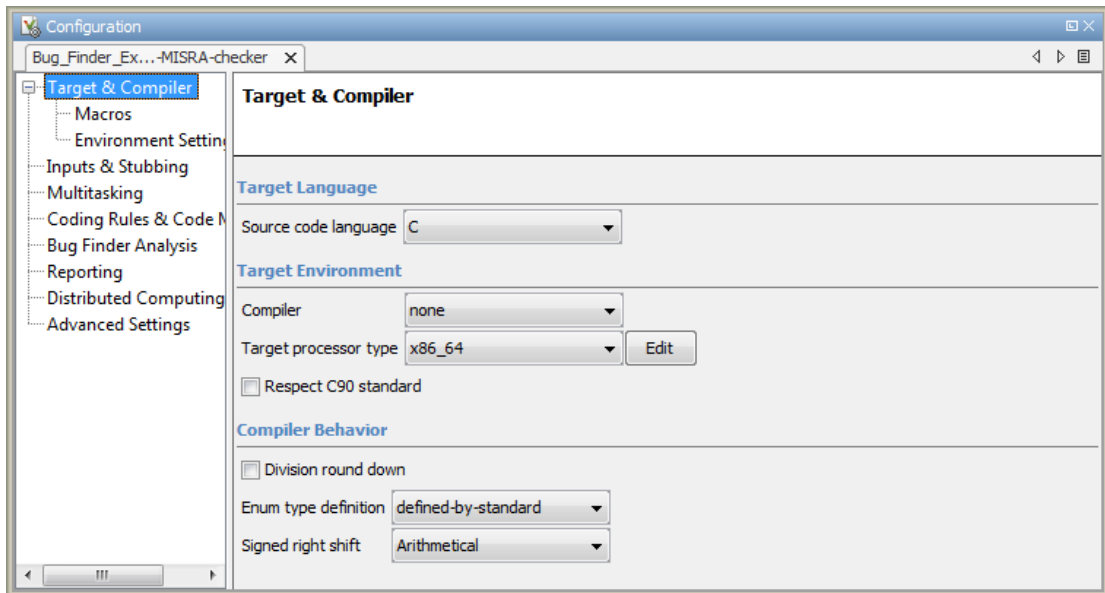 Configuration
Bug_Finder_Ex...-MISRA-checker
Target & Compiler
Macros
Environment Settin
Inputs & Stubbing
Multitasking
Coding Rules & Code M
Bug Finder Analysis
Reporting
Distributed Computing
Advanced Settings
Target & Compiler
Target Language
Source code language C
Target Environment
Compiler none
Target processor type x86_64 Edit
Respect C90 standard
Compiler Behavior
Division round down
Enum type definition defined-by-standard
Signed right shift Arithmetical